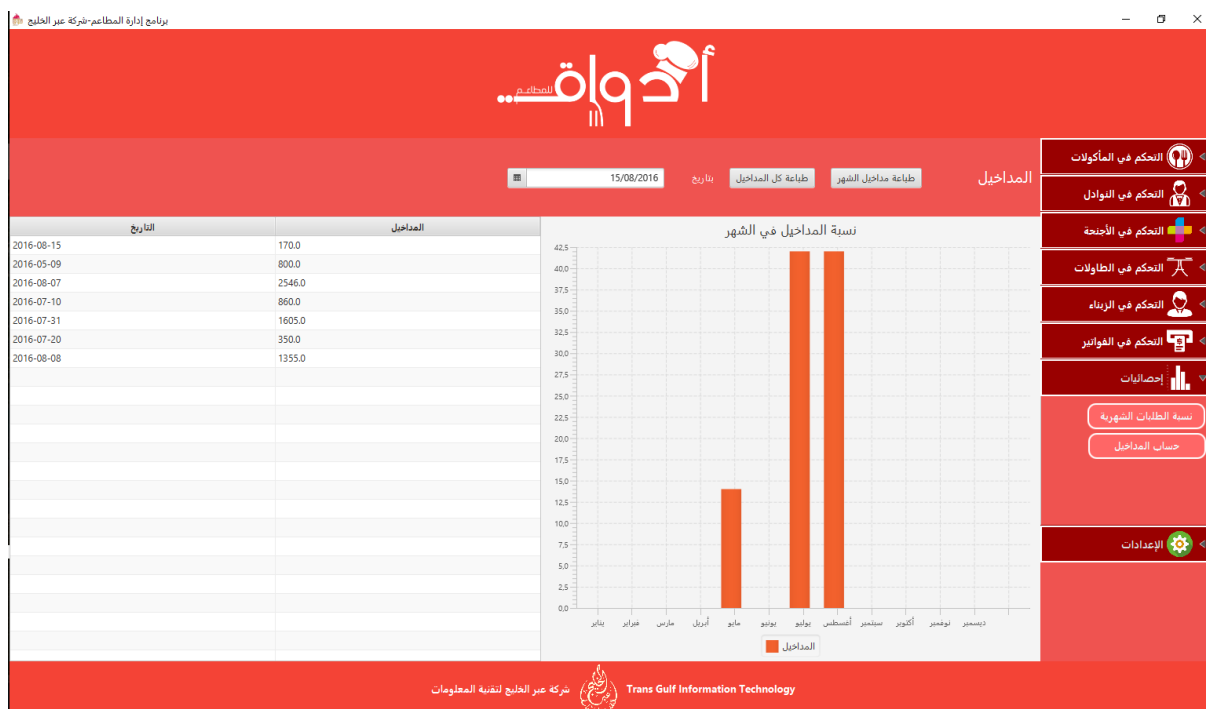 برنامج إدارة المطاعم-شركة عبر الخليج
أذواق
للمطاعم
المداخيل
طباعة مداخيل الشهر
طباعة كل المداخيل
بتاريخ
15/08/2016
التحكم في المأكولات
التحكم في النوادل
التحكم في الأجنحة
التحكم في الطاولات
التحكم في الزبناء
التحكم في الفواتير
إحصائيات
نسبة الطلبات الشهرية
حساب المداخيل
الإعدادات
التاريخ المداخيل
2016-08-15 170.0
2016-05-09 800.0
2016-08-07 2546.0
2016-07-10 860.0
2016-07-31 1605.0
2016-07-20 350.0
2016-08-08 1355.0
نسبة المداخيل في الشهر
42,5
40,0
37,5
35,0
32,5
30,0
27,5
25,0
22,5
20,0
17,5
15,0
12,5
10,0
7,5
5,0
2,5
0,0
يناير فبراير مارس أبريل مايو يونيو يوليو أغسطس سبتمبر أكتوبر نوفمبر ديسمبر
المداخيل
شركة عبر الخليج لتقنية المعلومات
Trans Gulf Information Technology